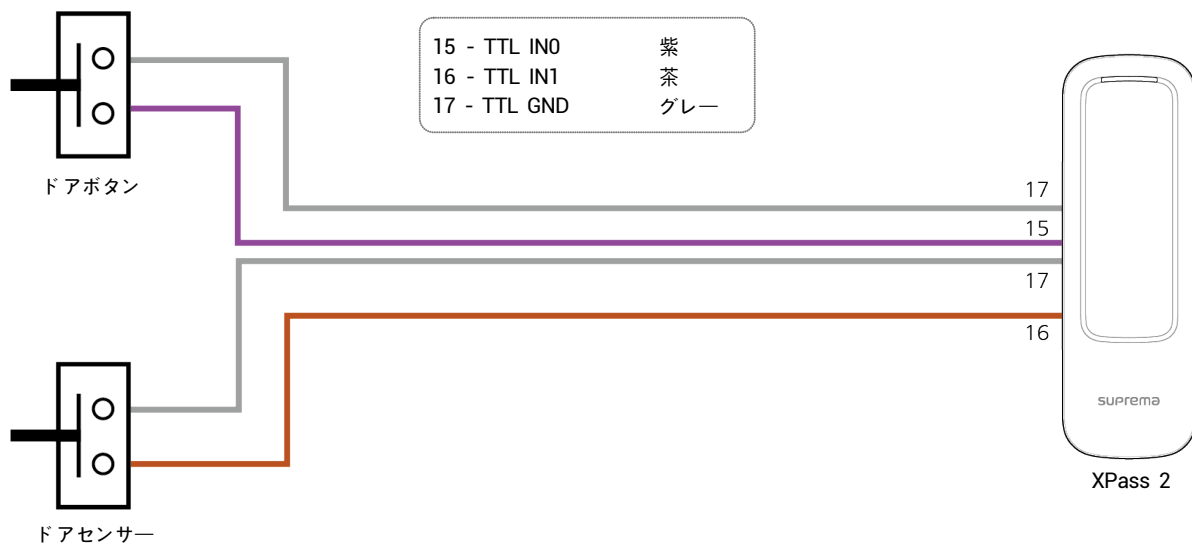 15 - TTL IN0 紫
16 - TTL IN1 茶
17 - TTL GND グレー
ドアボタン
17
15
17
16
suprema
XPass 2
ドアセンサー